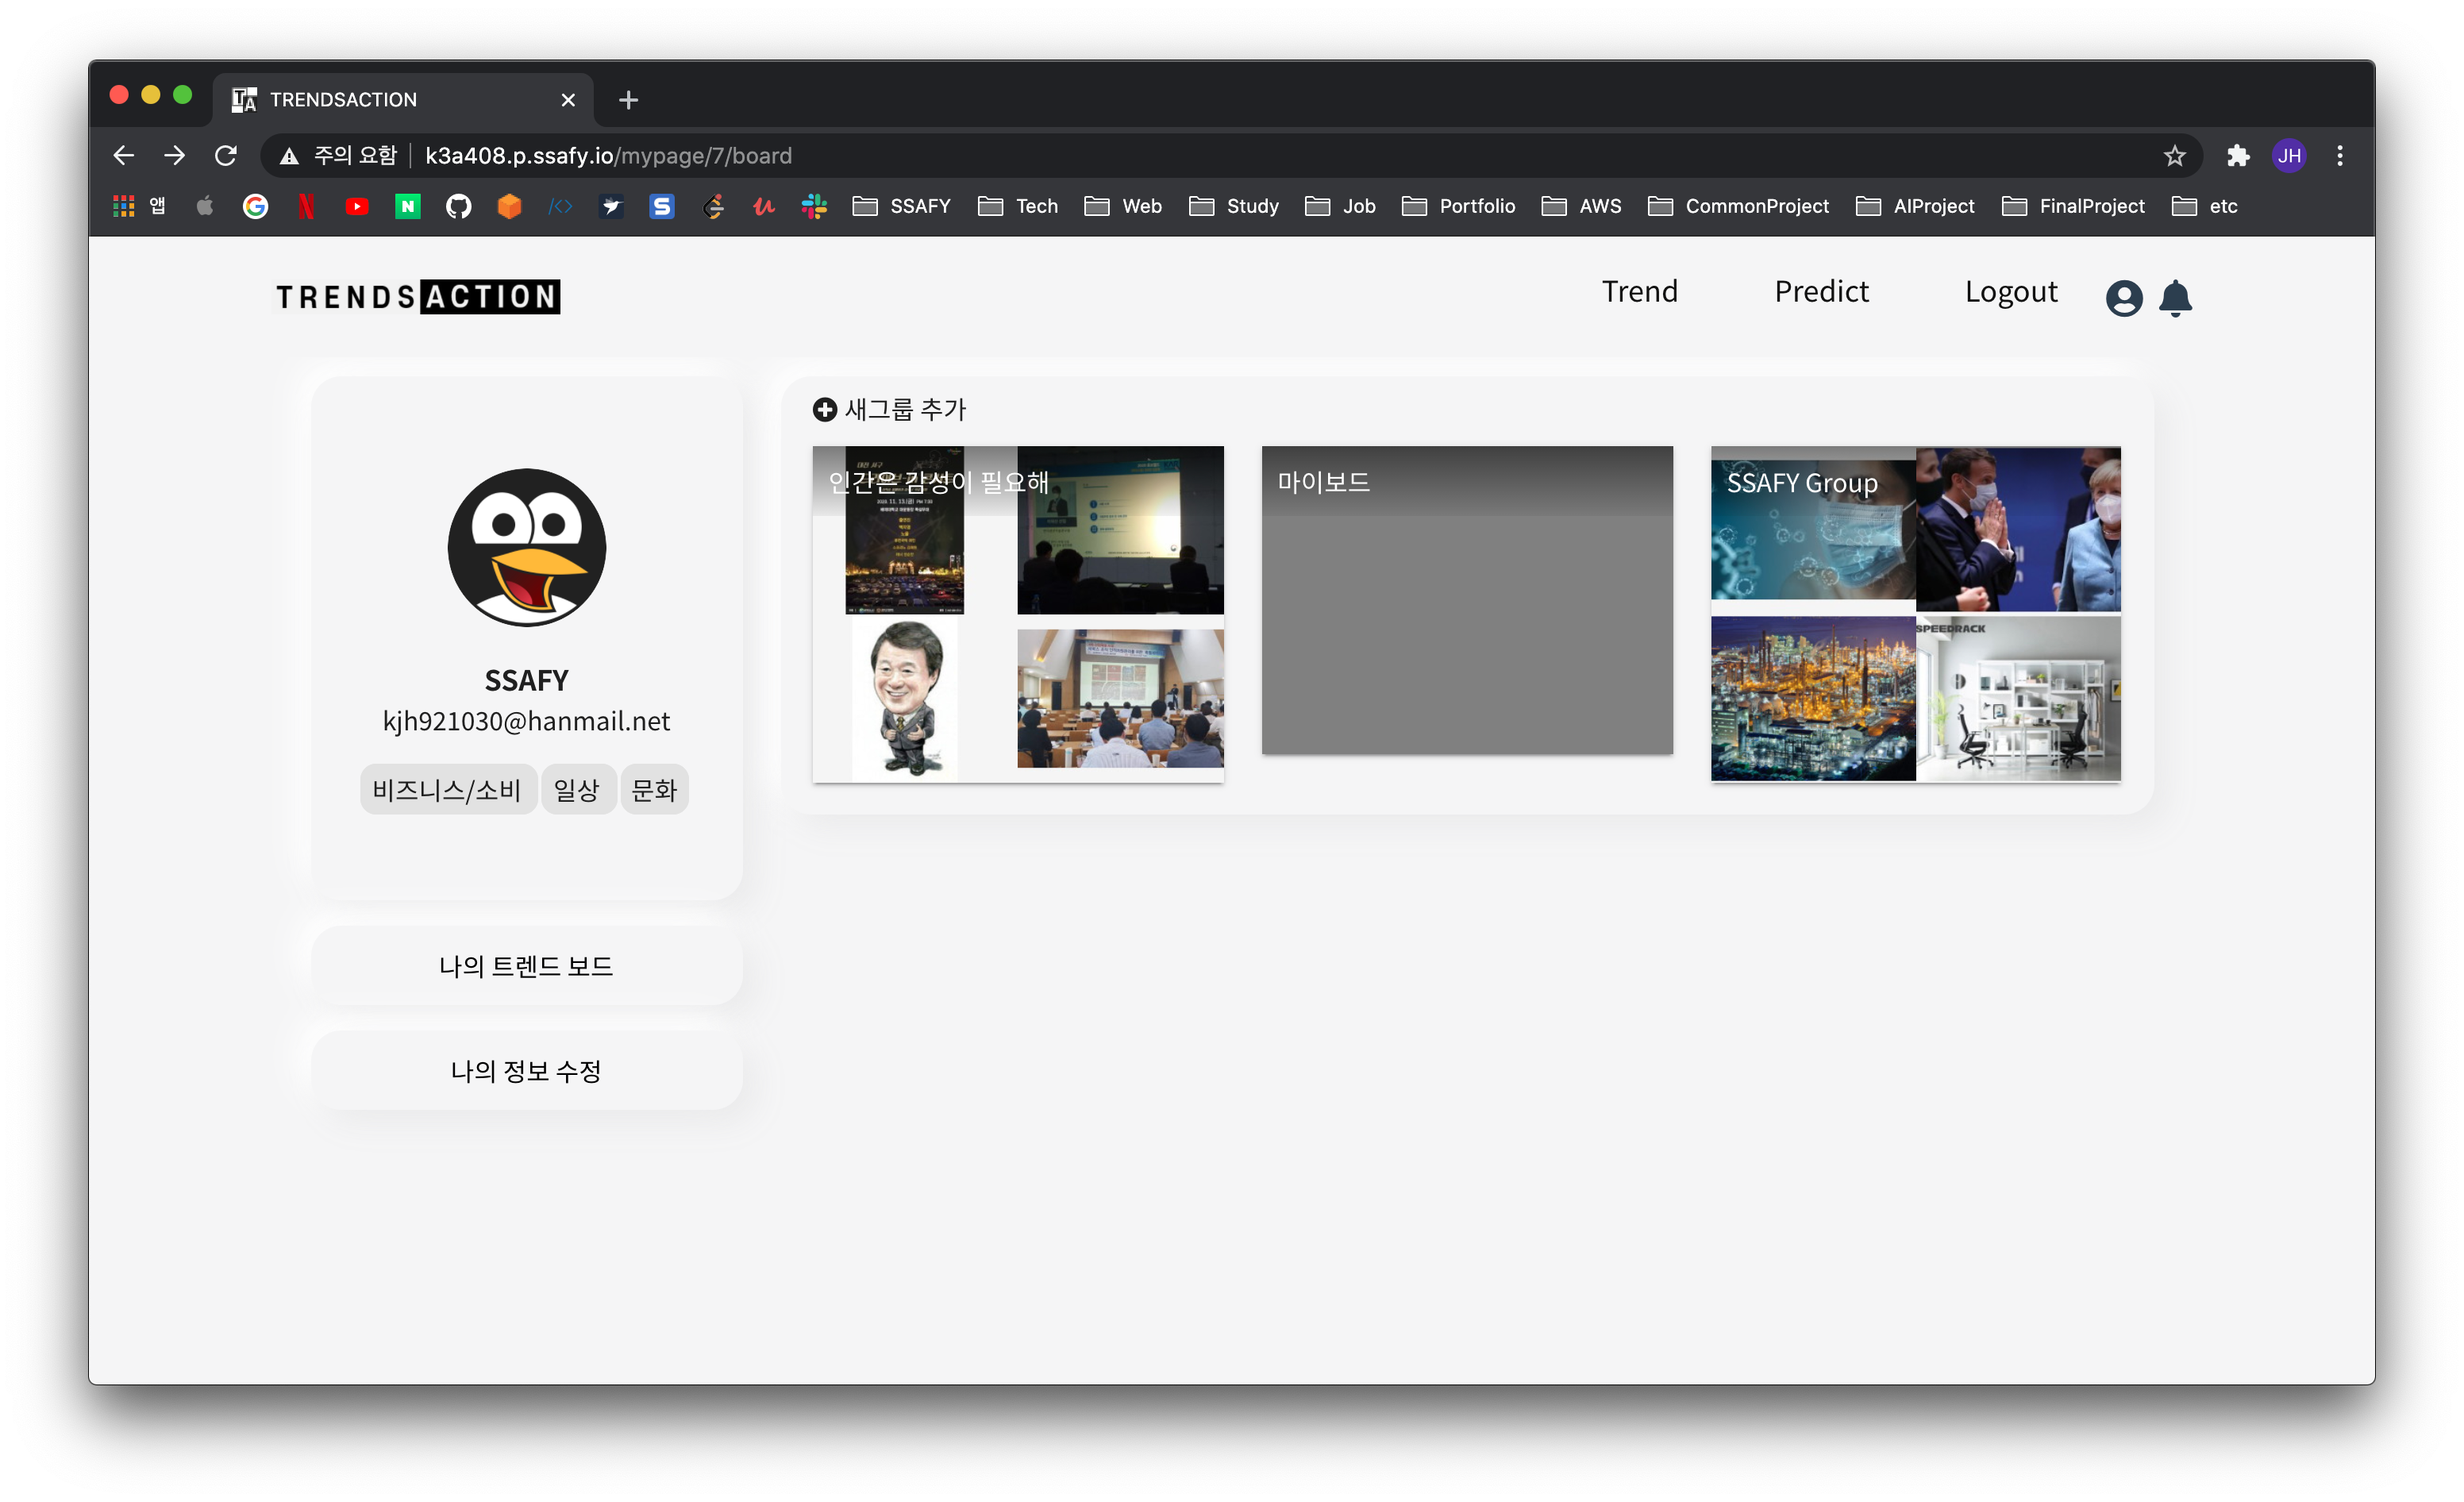 TRENDSACTION
주의 요함 k3a408.p.ssafy.io/mypage/7/board
JH
앱 SSAFY Tech Web Study Job Portfolio AWS CommonProject AIProject FinalProject etc
TRENDSACTION
Trend Predict Logout
새그룹 추가
인간은 감성이 필요해
마이보드
SSAFY Group
SPEEDRACK
SSAFY
kjh921030@hanmail.net
비즈니스/소비 일상 문화
나의 트렌드 보드
나의 정보 수정